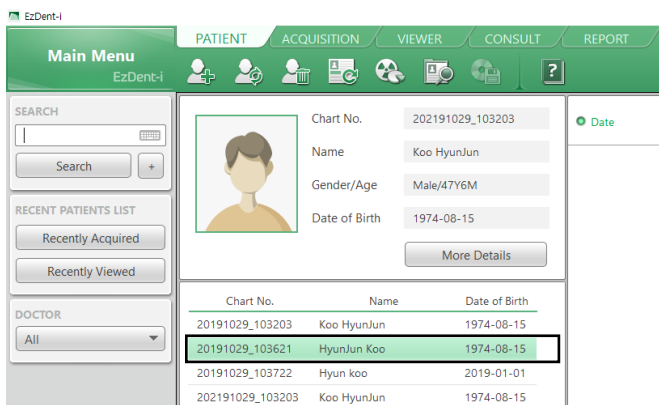 EzDent-i
Main Menu
EzDent-i
PATIENT ACQUISITION VIEWER CONSULT REPORT
?
SEARCH
Search +
RECENT PATIENTS LIST
Recently Acquired
Recently Viewed
DOCTOR
All
Chart No. 202191029_103203
Name Koo HyunJun
Gender/Age Male/47Y6M
Date of Birth 1974-08-15
More Details
Chart No. Name Date of Birth
20191029_103203 Koo HyunJun 1974-08-15
20191029_103621 HyunJun Koo 1974-08-15
20191029_103722 Hyun koo 2019-01-01
202191029_103203 Koo HyunJun 1974-08-15
Date